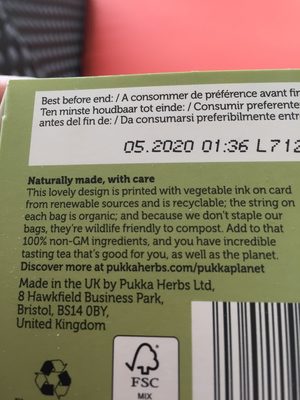 Best before end: / A consommer de préférence avant fin
Ten minste houdbaar tot einde: / Consumir preferente
antes del fin de: / Da consumarsi preferibilmente entr
05.2020 01:36 L712
Naturally made, with care
This lovely design is printed with vegetable ink on card
from renewable sources and is recyclable; the string on
each bag is organic; and because we don't staple our
bags, they're wildlife friendly to compost. Add to that
100% non-GM ingredients, and you have incredible
tasting tea that's good for you, as well as the planet.
Discover more at pukkaherbs.com/pukkaplanet
Made in the UK by Pukka Herbs Ltd,
8 Hawkfield Business Park,
Bristol, BS14 0BY,
United Kingdom
FSC
MIX